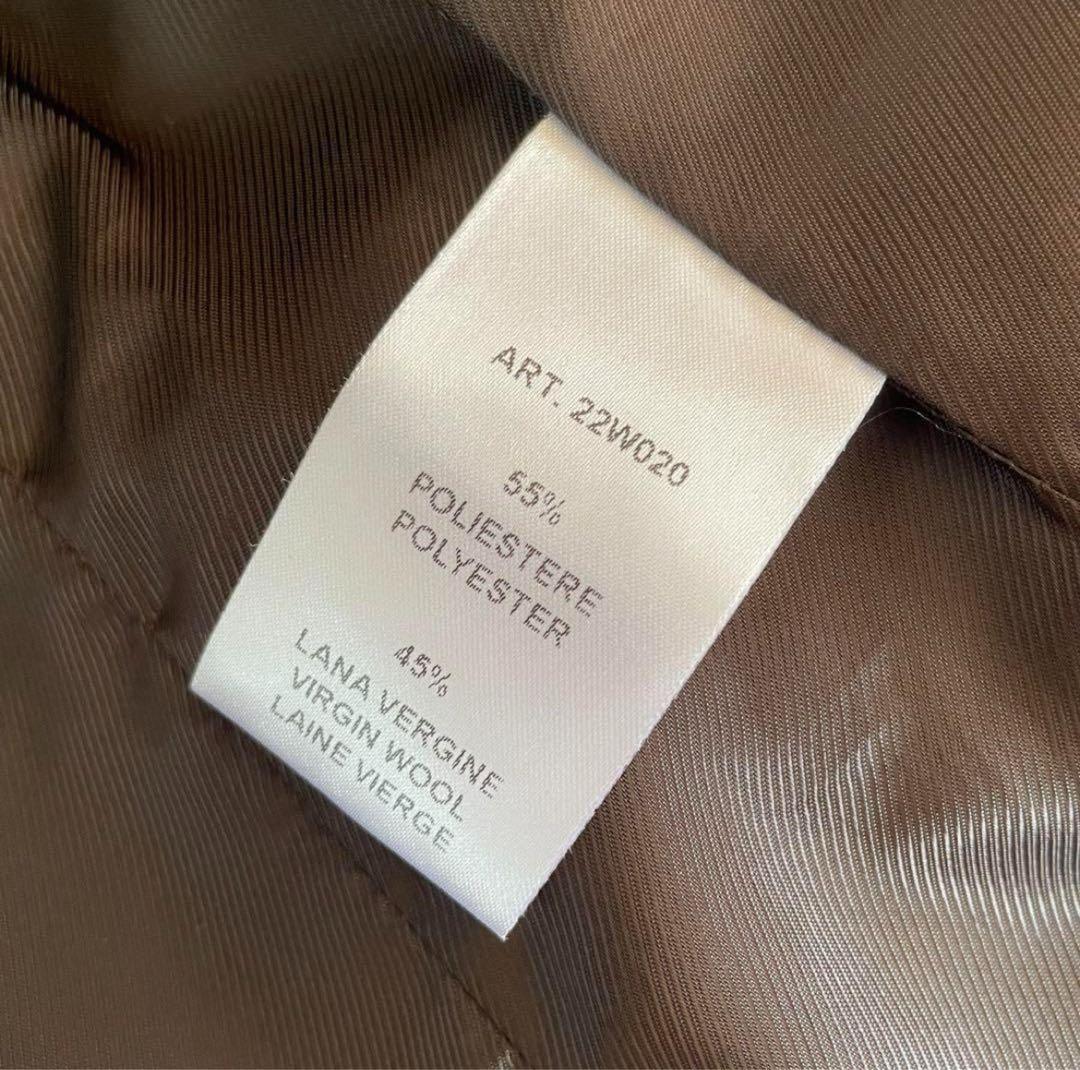 ART. 22W020
55%
POLIESTERE
POLYESTER
45%
LANA VERGINE
VIRGIN WOOL
LAINE VIERGE